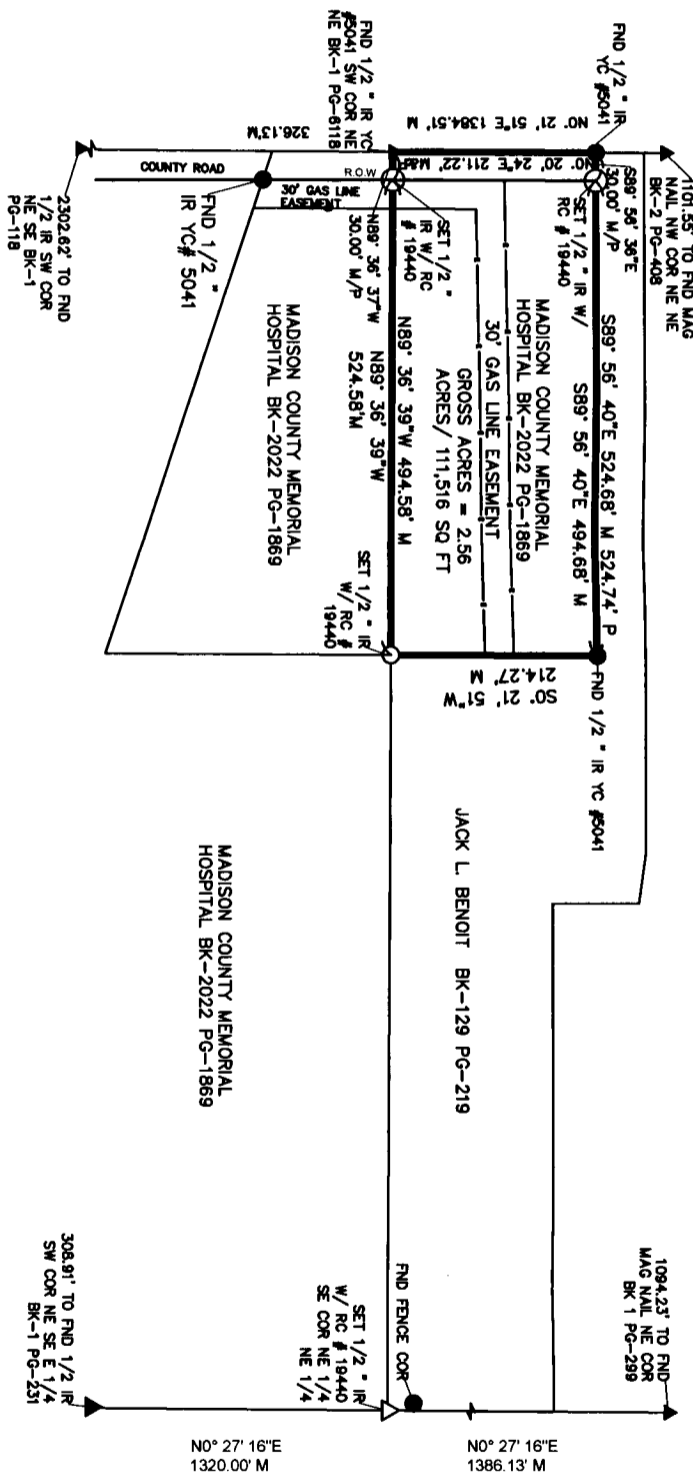 1101.55' TO FND MAG
NAIL NW COR NE NE
BK-2 PG-408
FND 1/2 " IR
YC #5041
S89° 56' 36"E
30.00' M/P
SET 1/2 " IR W/
RC # 19440
S89° 56' 40"E 524.68' M 524.74' P
S89° 56' 40"E 494.68' M
FND 1/2 " IR YC #5041
N0° 21' 51"E 1384.51' M
N0° 20' 24"E 211.22' M&P
MADISON COUNTY MEMORIAL
HOSPITAL BK-2022 PG-1869
30' GAS LINE EASEMENT
GROSS ACRES = 2.56
ACRES/ 111,516 SQ FT
S0° 21' 51"W
214.27' M
FND 1/2 " IR YC
#5041 SW COR NE
NE BK-1 PG-6118
326.13'M
R.O.W
COUNTY ROAD
30' GAS LINE
EASEMENT
SET 1/2 "
IR W/ RC
# 19440
N89° 36' 37"W
30.00' M/P
N89° 36' 39"W 494.58' M
N89° 36' 39"W
524.58'M
SET 1/2 " IR
W/ RC #
19440
FND 1/2 "
IR YC# 5041
MADISON COUNTY MEMORIAL
HOSPITAL BK-2022 PG-1869
2302.62' TO FND
1/2 IR SW COR
NE SE BK-1
PG-118
JACK L. BENOIT BK-129 PG-219
MADISON COUNTY MEMORIAL
HOSPITAL BK-2022 PG-1869
1094.23' TO FND
MAG NAIL NE COR
BK 1 PG-299
FND FENCE COR
SET 1/2 " IR
W/ RC # 19440
SE COR NE 1/4
NE 1/4
308.91' TO FND 1/2 IR
SW COR NE SE E 1/4
BK-1 PG-231
N0° 27' 16"E
1320.00' M
N0° 27' 16"E
1386.13' M